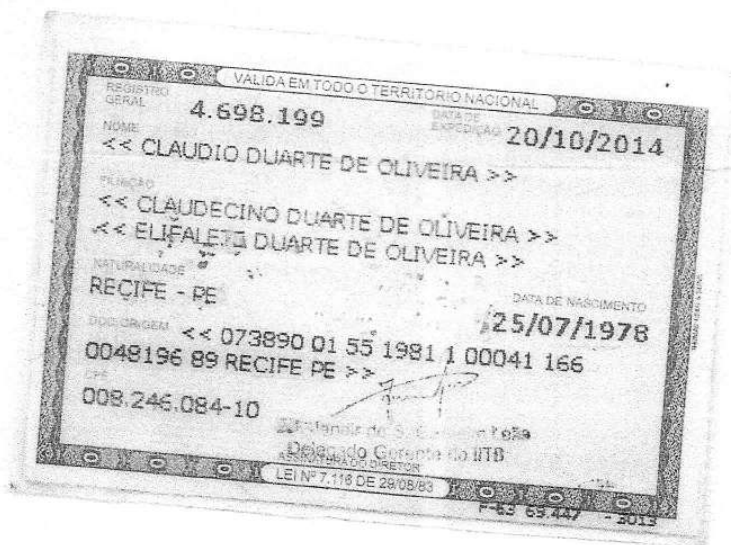 VALIDA EM TODO O TERRITÓRIO NACIONAL
REGISTRO GERAL 4.698.199 DATA DE EXPEDIÇÃO 20/10/2014
NOME
<< CLAUDIO DUARTE DE OLIVEIRA >>
FILIAÇÃO
<< CLAUDECINO DUARTE DE OLIVEIRA >>
<< DUARTE DE OLIVEIRA >>
NATURALIDADE DATA DE NASCIMENTO
RECIFE - PE 25/07/1978
DOC ORIGEM << 073890 01 55 1981 1 00041 166
0048196 89 RECIFE PE >>
CPF
008.246.084-10
Delegado Gerente do IITB
ASSINATURA DO DIRETOR
LEI Nº 7.116 DE 29/08/83